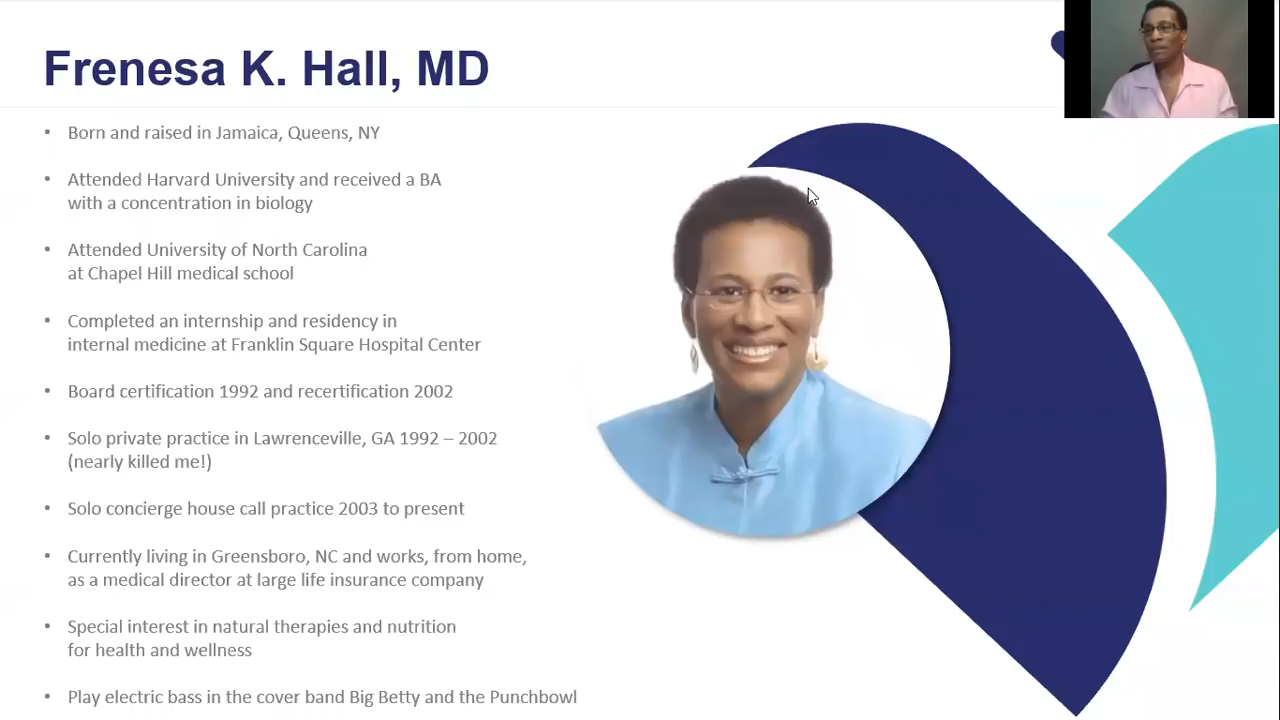 Frenesa K. Hall, MD
• Born and raised in Jamaica, Queens, NY
• Attended Harvard University and received a BA
with a concentration in biology
• Attended University of North Carolina
at Chapel Hill medical school
• Completed an internship and residency in
internal medicine at Franklin Square Hospital Center
• Board certification 1992 and recertification 2002
• Solo private practice in Lawrenceville, GA 1992 – 2002
(nearly killed me!)
• Solo concierge house call practice 2003 to present
• Currently living in Greensboro, NC and works, from home,
as a medical director at large life insurance company
• Special interest in natural therapies and nutrition
for health and wellness
• Play electric bass in the cover band Big Betty and the Punchbowl